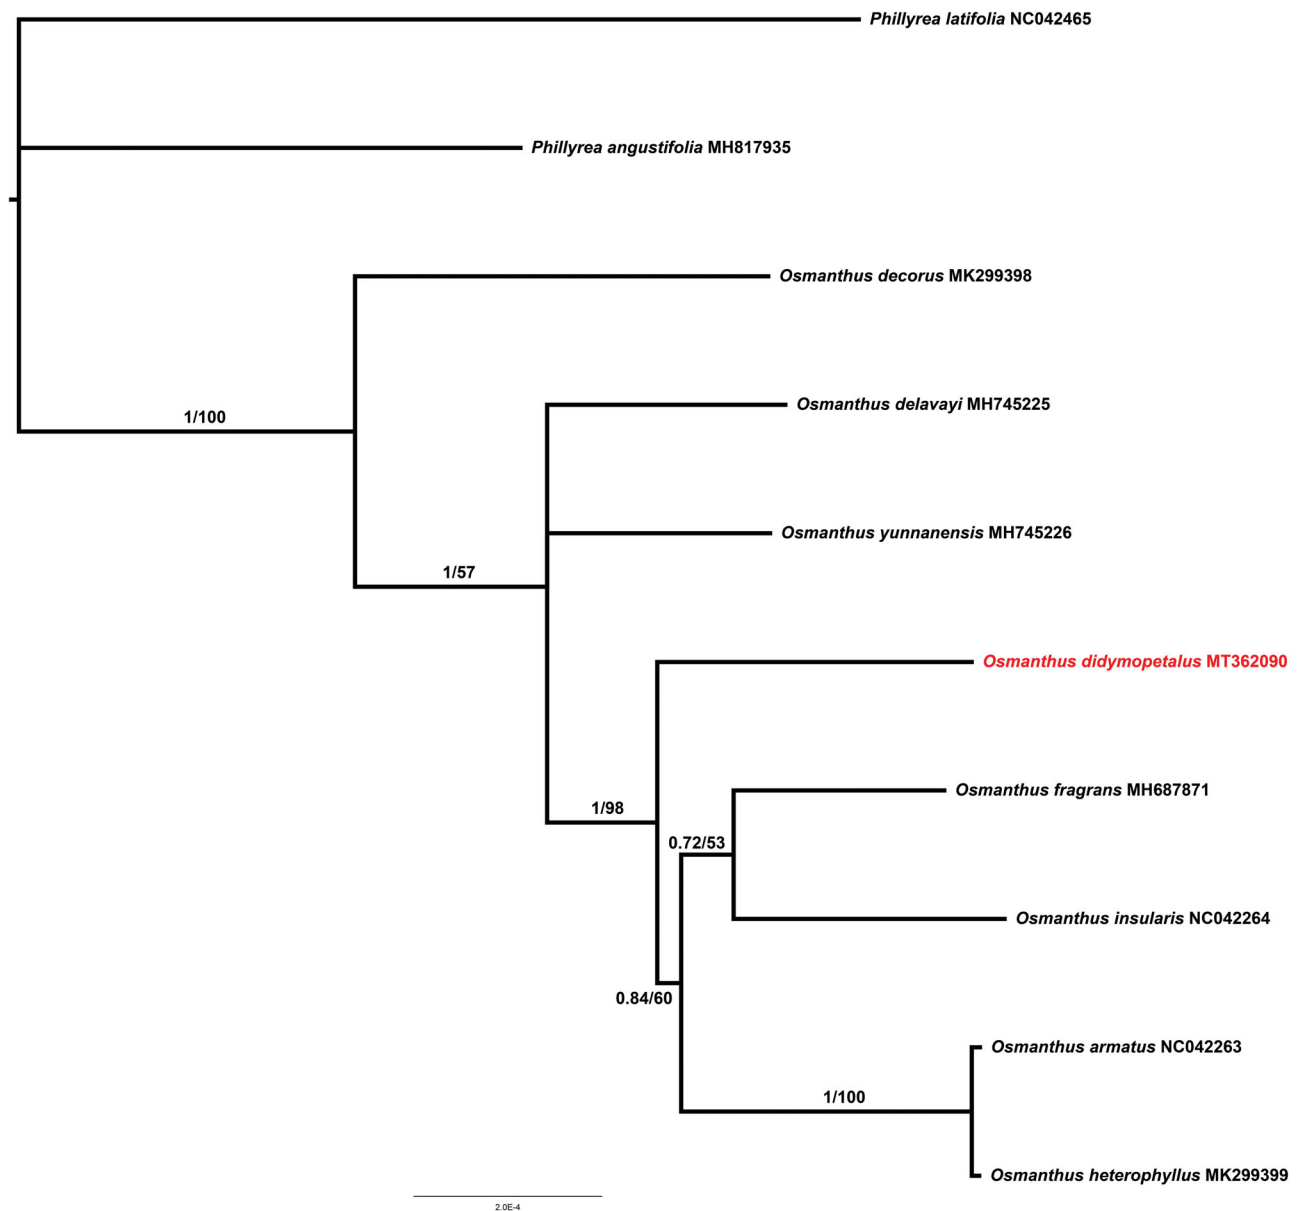 Phillyrea latifolia NC042465
Phillyrea angustifolia MH817935
Osmanthus decorus MK299398
Osmanthus delavayi MH745225
1/100
Osmanthus yunnanensis MH745226
1/57
Osmanthus didymopetalus MT362090
Osmanthus fragrans MH687871
1/98
0.72/53
Osmanthus insularis NC042264
0.84/60
Osmanthus armatus NC042263
1/100
Osmanthus heterophyllus MK299399
2.0E-4